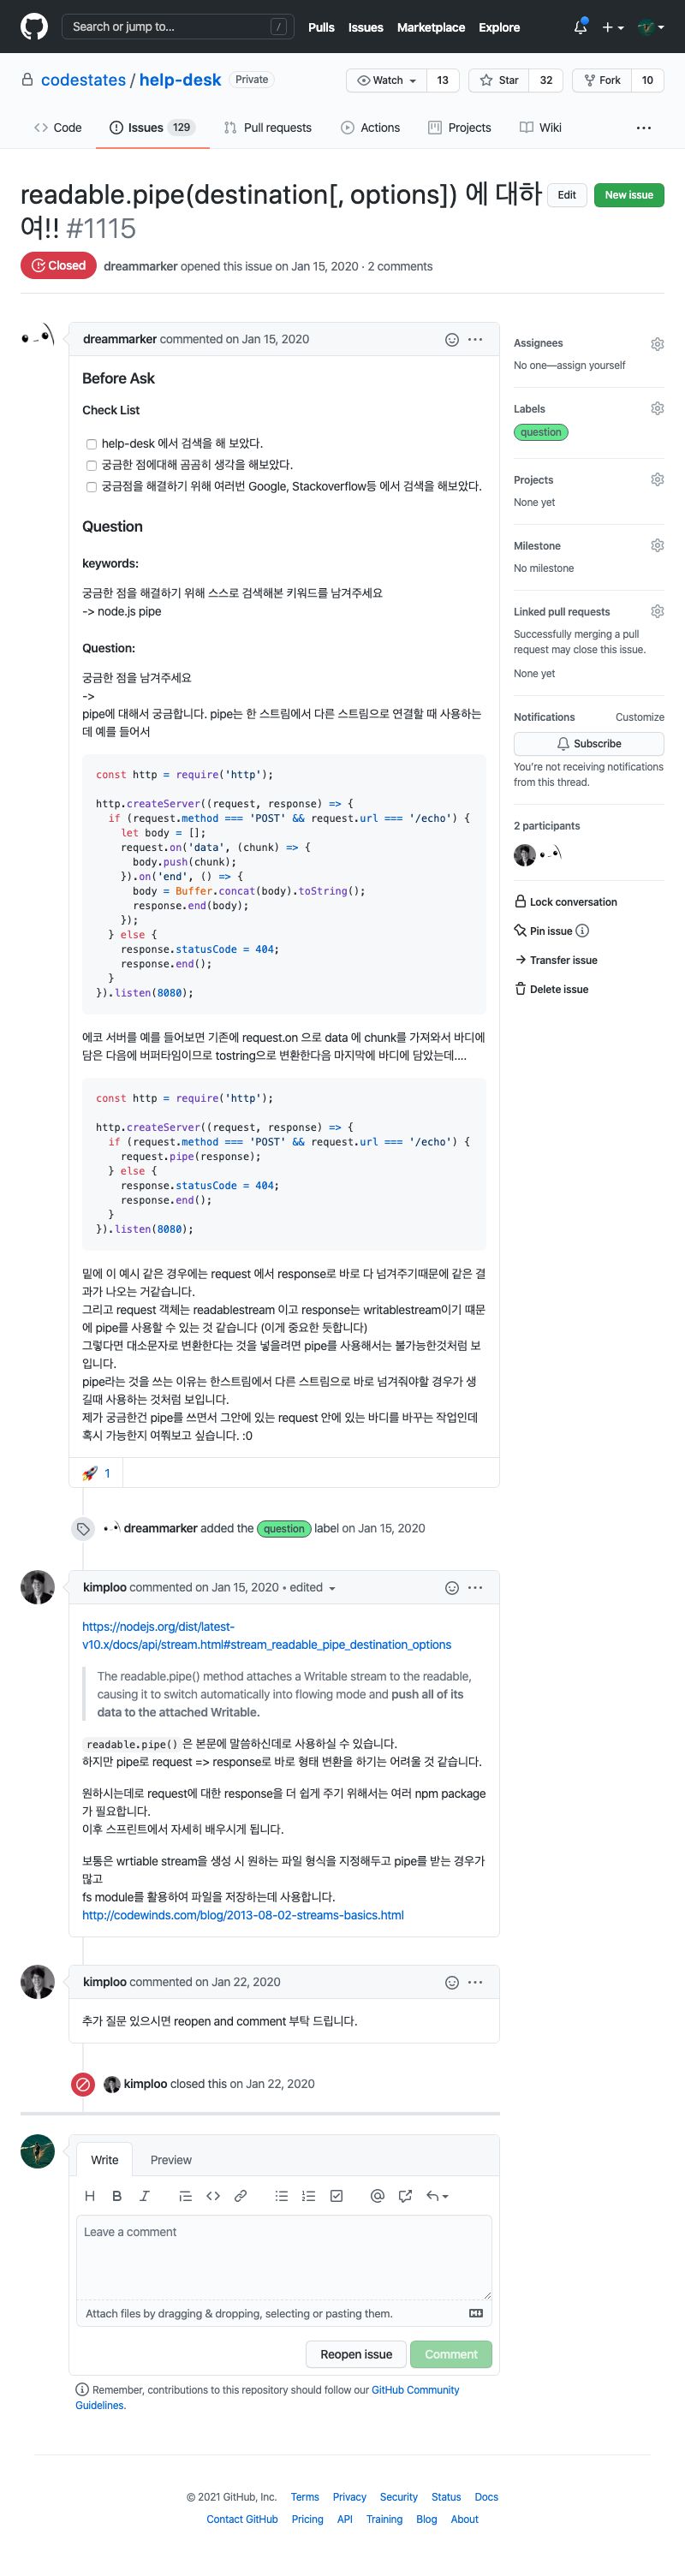 Search or jump to... /
Pulls Issues Marketplace Explore
codestates / help-desk Private
Watch 13 Star 32 Fork 10
Code Issues 129 Pull requests Actions Projects Wiki
readable.pipe(destination[, options]) 에 대하
여!! #1115
Edit New issue
Closed dreammarker opened this issue on Jan 15, 2020 · 2 comments
dreammarker commented on Jan 15, 2020
Before Ask
Check List
help-desk 에서 검색을 해 보았다.
궁금한 점에대해 곰곰히 생각을 해보았다.
궁금점을 해결하기 위해 여러번 Google, Stackoverflow등 에서 검색을 해보았다.
Question
keywords:
궁금한 점을 해결하기 위해 스스로 검색해본 키워드를 남겨주세요
-> node.js pipe
Question:
궁금한 점을 남겨주세요
->
pipe에 대해서 궁금합니다. pipe는 한 스트림에서 다른 스트림으로 연결할 때 사용하는
데 예를 들어서
const http = require('http');
http.createServer((request, response) => {
if (request.method === 'POST' && request.url === '/echo') {
let body = [];
request.on('data', (chunk) => {
body.push(chunk);
}).on('end', () => {
body = Buffer.concat(body).toString();
response.end(body);
});
} else {
response.statusCode = 404;
response.end();
}
}).listen(8080);
에코 서버를 예를 들어보면 기존에 request.on 으로 data 에 chunk를 가져와서 바디에
담은 다음에 버퍼타임이므로 tostring으로 변환한다음 마지막에 바디에 담았는데....
const http = require('http');
http.createServer((request, response) => {
if (request.method === 'POST' && request.url === '/echo') {
request.pipe(response);
} else {
response.statusCode = 404;
response.end();
}
}).listen(8080);
밑에 이 예시 같은 경우에는 request 에서 response로 바로 다 넘겨주기때문에 같은 결
과가 나오는 거같습니다.
그리고 request 객체는 readablestream 이고 response는 writablestream이기 떄문
에 pipe를 사용할 수 있는 것 같습니다 (이게 중요한 듯합니다)
그렇다면 대소문자로 변환한다는 것을 넣을려면 pipe를 사용해서는 불가능한것처럼 보
입니다.
pipe라는 것을 쓰는 이유는 한스트림에서 다른 스트림으로 바로 넘겨줘야할 경우가 생
길때 사용하는 것처럼 보입니다.
제가 궁금한건 pipe를 쓰면서 그안에 있는 request 안에 있는 바디를 바꾸는 작업인데
혹시 가능한지 여쭤보고 싶습니다. :0
🚀 1
dreammarker added the question label on Jan 15, 2020
kimploo commented on Jan 15, 2020 • edited
https://nodejs.org/dist/latest-
v10.x/docs/api/stream.html#stream_readable_pipe_destination_options
The readable.pipe() method attaches a Writable stream to the readable,
causing it to switch automatically into flowing mode and push all of its
data to the attached Writable.
readable.pipe() 은 본문에 말씀하신데로 사용하실 수 있습니다.
하지만 pipe로 request => response로 바로 형태 변환을 하기는 어려울 것 같습니다.
원하시는데로 request에 대한 response을 더 쉽게 주기 위해서는 여러 npm package
가 필요합니다.
이후 스프린트에서 자세히 배우시게 됩니다.
보통은 wrtiable stream을 생성 시 원하는 파일 형식을 지정해두고 pipe를 받는 경우가
많고
fs module를 활용하여 파일을 저장하는데 사용합니다.
http://codewinds.com/blog/2013-08-02-streams-basics.html
kimploo commented on Jan 22, 2020
추가 질문 있으시면 reopen and comment 부탁 드립니다.
kimploo closed this on Jan 22, 2020
Write Preview
Leave a comment
Attach files by dragging & dropping, selecting or pasting them.
Reopen issue Comment
Remember, contributions to this repository should follow our GitHub Community
Guidelines.
Assignees
No one—assign yourself
Labels
question
Projects
None yet
Milestone
No milestone
Linked pull requests
Successfully merging a pull
request may close this issue.
None yet
Notifications Customize
Subscribe
You're not receiving notifications
from this thread.
2 participants
Lock conversation
Pin issue
Transfer issue
Delete issue
© 2021 GitHub, Inc. Terms Privacy Security Status Docs
Contact GitHub Pricing API Training Blog About